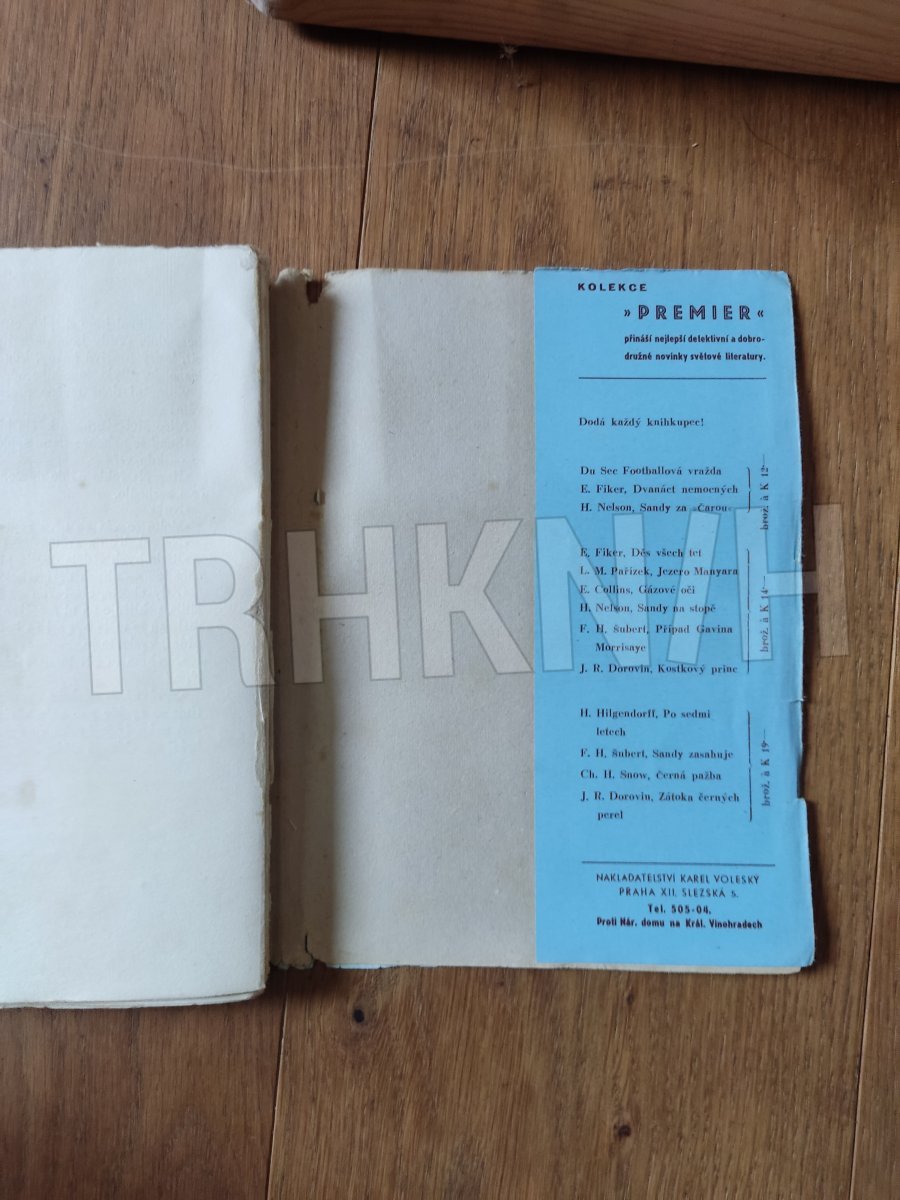 KOLEKCE
»PREMIER«
přináší nejlepší detektivní a dobro-
družné novinky světové literatury.
Dodá každý knihkupec!
Du Sec Footballová vražda
E. Fiker, Dvanáct nemocných
H. Nelson, Sandy za »čarou«
brož. à K 12·—
E. Fiker, Děs všech tet
L. M. Pařízek, Jezero Manyara
E. Collins, Gázové oči
H. Nelson, Sandy na stopě
F. H. šubert, Případ Gavina
Morrisaye
J. R. Dorovin, Kostkový princ
brož. à K 14·—
H. Hilgendorff, Po sedmi
letech
F. H. šubert, Sandy zasahuje
Ch. H. Snow, černá pažba
J. R. Dorovin, Zátoka černých
perel
brož. à K 19·—
NAKLADATELSTVÍ KAREL VOLESKÝ
PRAHA XII, SLEZSKÁ 5.
Tel. 505-04.
Proti Nár. domu na Král. Vinohradech
TRHKNIH